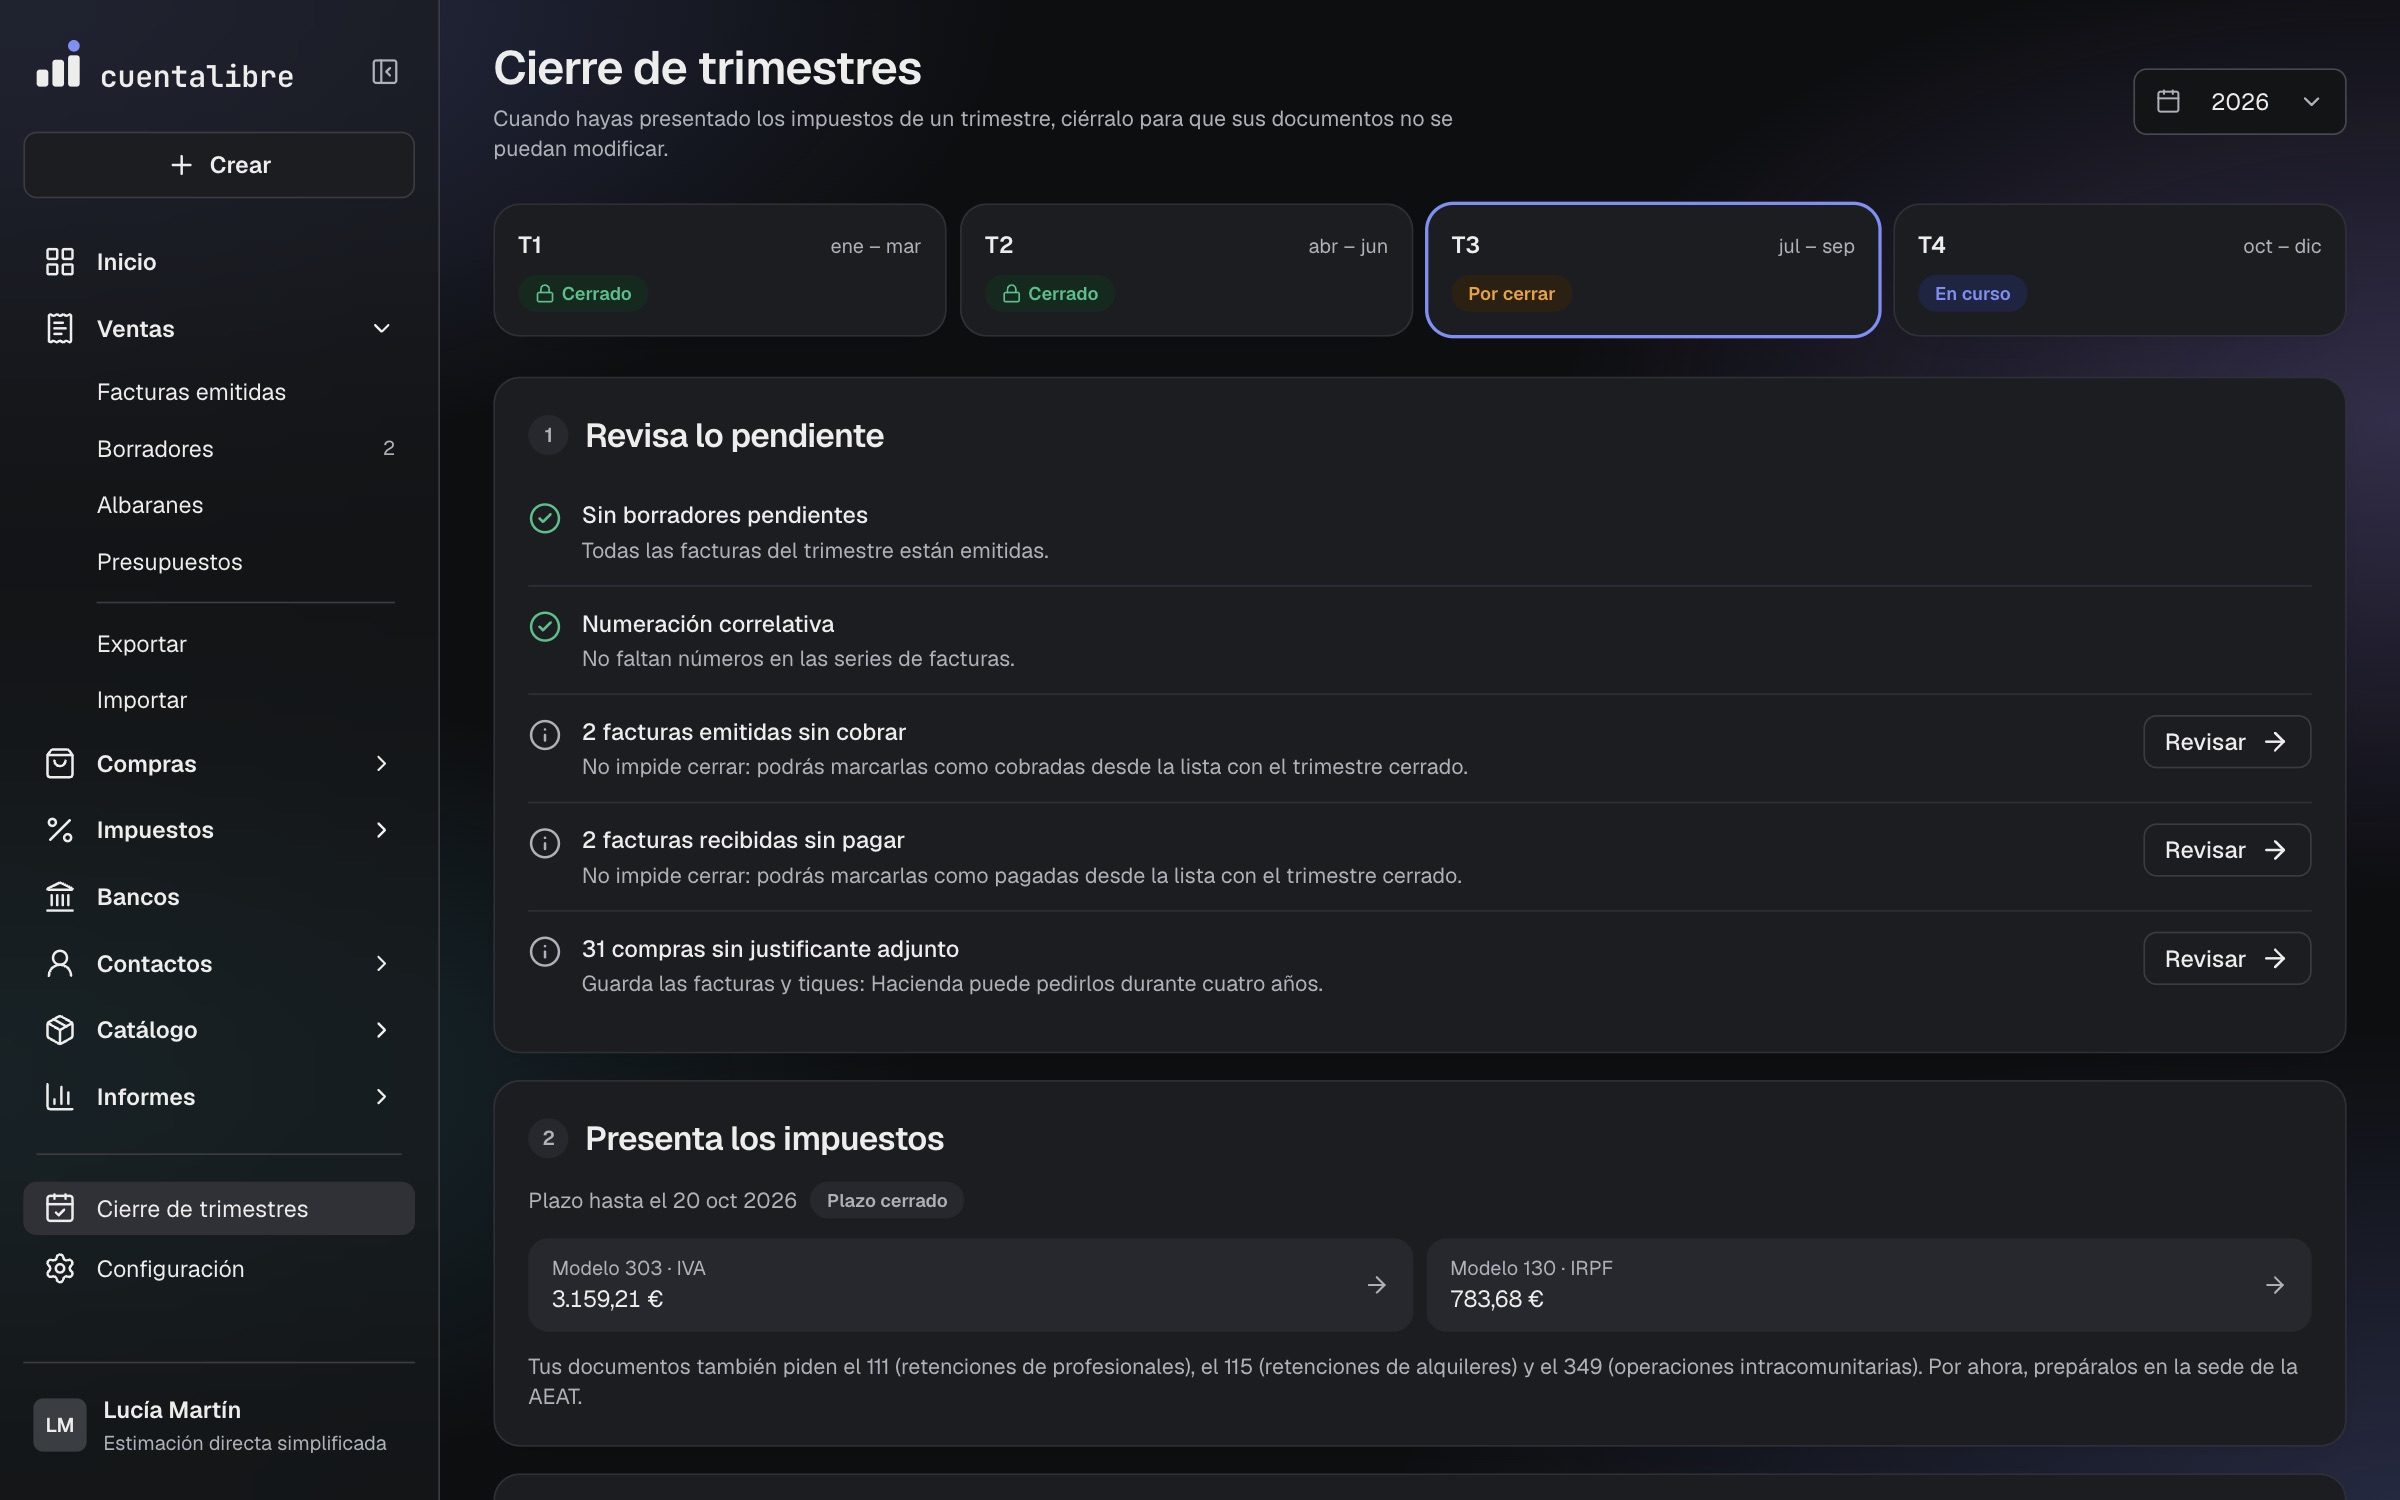 cuentalibre
Crear
Inicio
Ventas
Facturas emitidas
Borradores 2
Albaranes
Presupuestos
Exportar
Importar
Compras
Impuestos
Bancos
Contactos
Catálogo
Informes
Cierre de trimestres
Configuración
LM
Lucía Martín
Estimación directa simplificada
Cierre de trimestres
Cuando hayas presentado los impuestos de un trimestre, ciérralo para que sus documentos no se
puedan modificar.
2026
T1 ene – mar
Cerrado
T2 abr – jun
Cerrado
T3 jul – sep
Por cerrar
T4 oct – dic
En curso
1 Revisa lo pendiente
Sin borradores pendientes
Todas las facturas del trimestre están emitidas.
Numeración correlativa
No faltan números en las series de facturas.
2 facturas emitidas sin cobrar
No impide cerrar: podrás marcarlas como cobradas desde la lista con el trimestre cerrado.
Revisar
2 facturas recibidas sin pagar
No impide cerrar: podrás marcarlas como pagadas desde la lista con el trimestre cerrado.
Revisar
31 compras sin justificante adjunto
Guarda las facturas y tiques: Hacienda puede pedirlos durante cuatro años.
Revisar
2 Presenta los impuestos
Plazo hasta el 20 oct 2026 Plazo cerrado
Modelo 303 · IVA
3.159,21 €
Modelo 130 · IRPF
783,68 €
Tus documentos también piden el 111 (retenciones de profesionales), el 115 (retenciones de alquileres) y el 349 (operaciones intracomunitarias). Por ahora, prepáralos en la sede de la
AEAT.